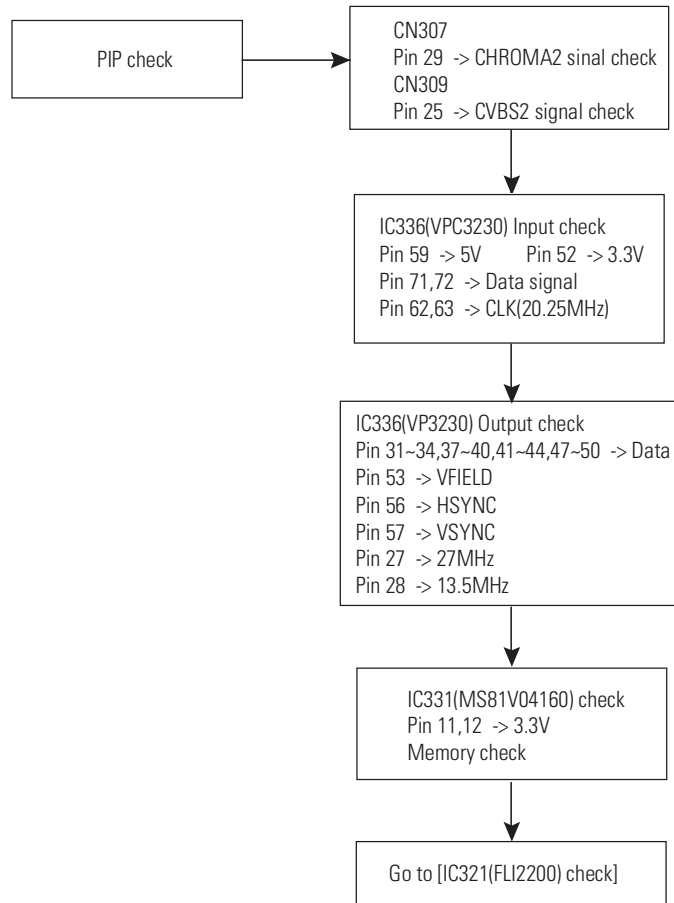 PIP check
CN307
Pin 29 -> CHROMA2 sinal check
CN309
Pin 25 -> CVBS2 signal check
IC336(VPC3230) Input check
Pin 59 -> 5V Pin 52 -> 3.3V
Pin 71,72 -> Data signal
Pin 62,63 -> CLK(20.25MHz)
IC336(VP3230) Output check
Pin 31~34,37~40,41~44,47~50 -> Data
Pin 53 -> VFIELD
Pin 56 -> HSYNC
Pin 57 -> VSYNC
Pin 27 -> 27MHz
Pin 28 -> 13.5MHz
IC331(MS81V04160) check
Pin 11,12 -> 3.3V
Memory check
Go to [IC321(FLI2200) check]